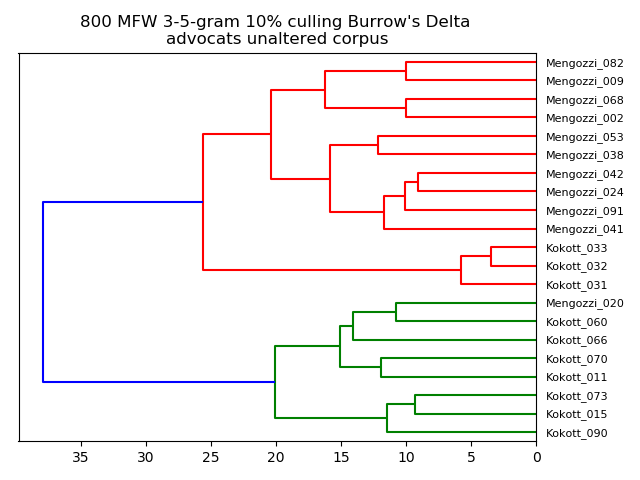 800 MFW 3-5-gram 10% culling Burrow's Delta
advocats unaltered corpus
Mengozzi_082
Mengozzi_009
Mengozzi_068
Mengozzi_002
Mengozzi_053
Mengozzi_038
Mengozzi_042
Mengozzi_024
Mengozzi_091
Mengozzi_041
Kokott_033
Kokott_032
Kokott_031
Mengozzi_020
Kokott_060
Kokott_066
Kokott_070
Kokott_011
Kokott_073
Kokott_015
Kokott_090
35 30 25 20 15 10 5 0